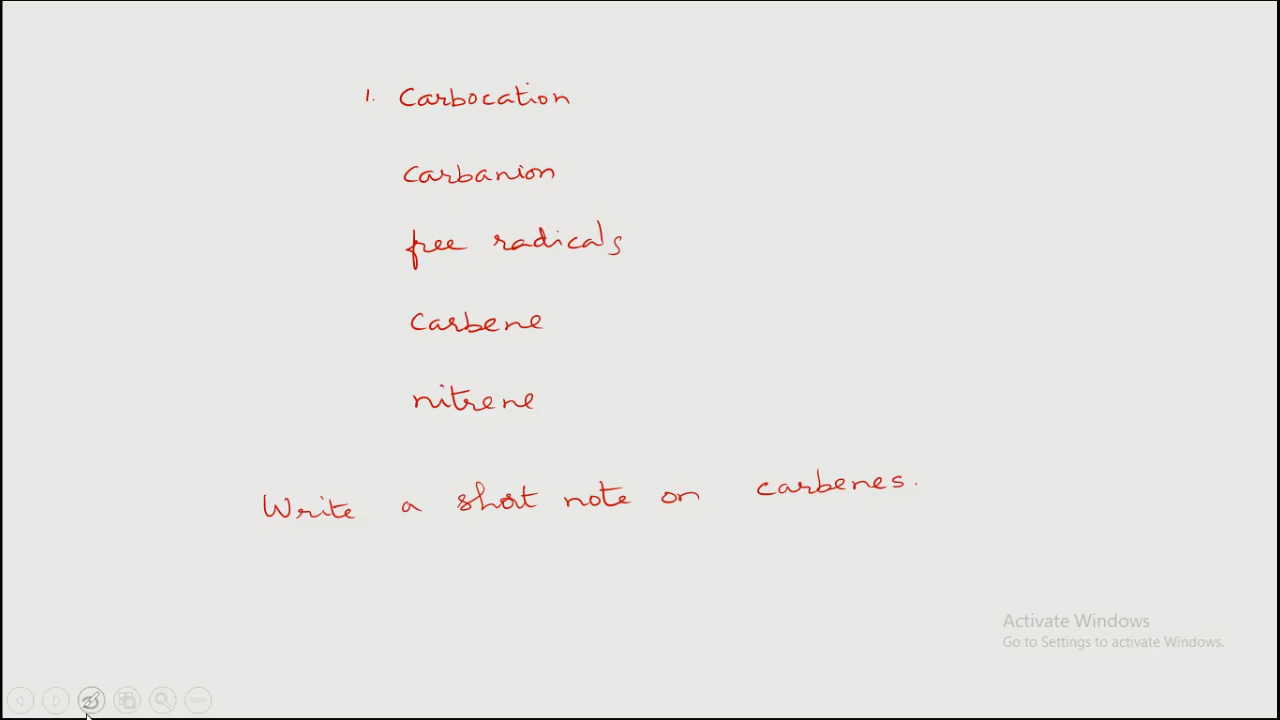 1. Carbocation
carbanion
free radicals
carbene
nitrene
Write a short note on carbenes.
Activate Windows
Go to Settings to activate Windows.